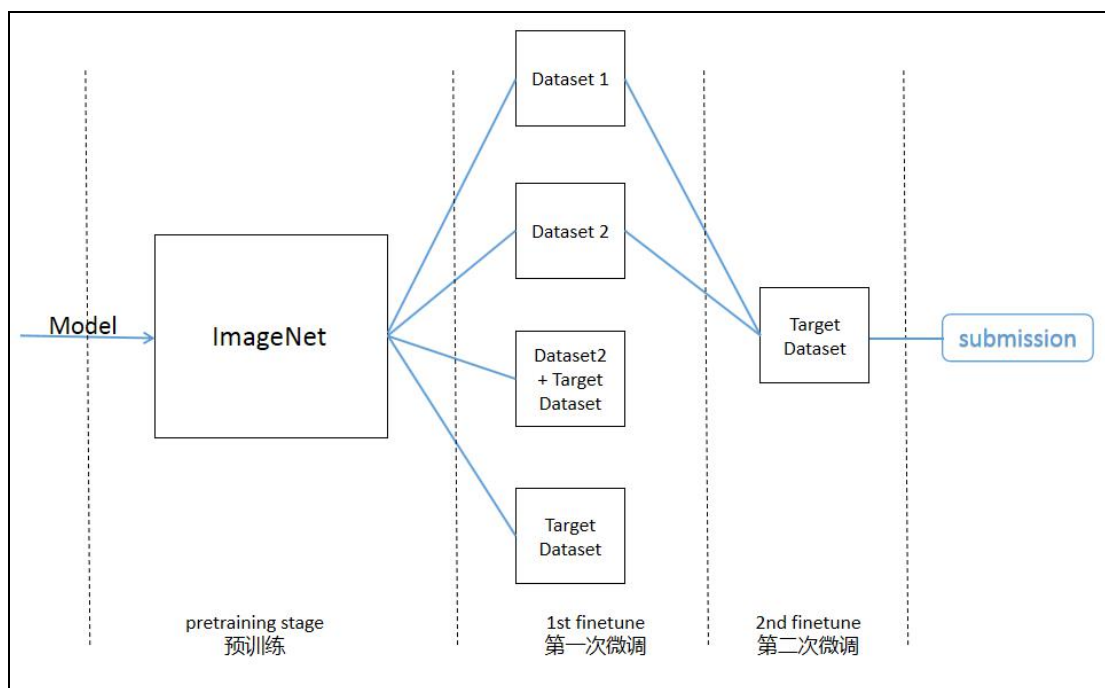 Dataset 1
Dataset 2
Model
ImageNet
Dataset2
+ Target
Dataset
Target
Dataset
Target
Dataset
submission
pretraining stage
预训练
1st finetune
第一次微调
2nd finetune
第二次微调